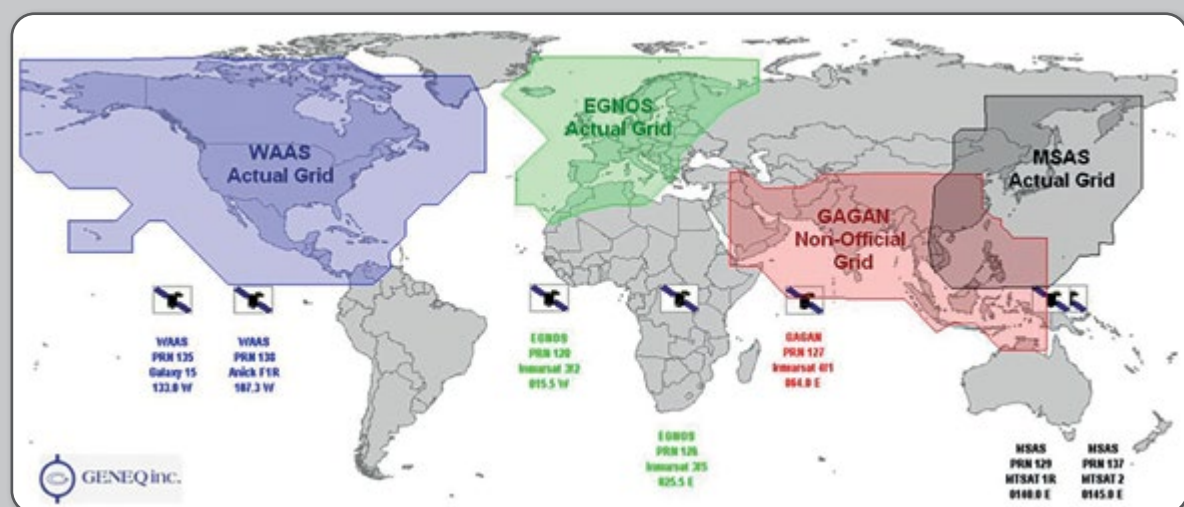 WAAS
Actual Grid
EGNOS
Actual Grid
GAGAN
Non-Official
Grid
MSAS
Actual Grid
WAAS
PRN 135
Galaxy 15
133.0 W
WAAS
PRN 138
Anick F1R
107.3 W
EGNOS
PRN 120
Inmarsat 3f2
015.5 W
EGNOS
PRN 126
Inmarsat 3f5
025.5 E
GAGAN
PRN 127
Inmarsat 4f1
064.0 E
MSAS
PRN 129
MTSAT 1R
0140.0 E
MSAS
PRN 137
MTSAT 2
0145.0 E
GENEQ inc.